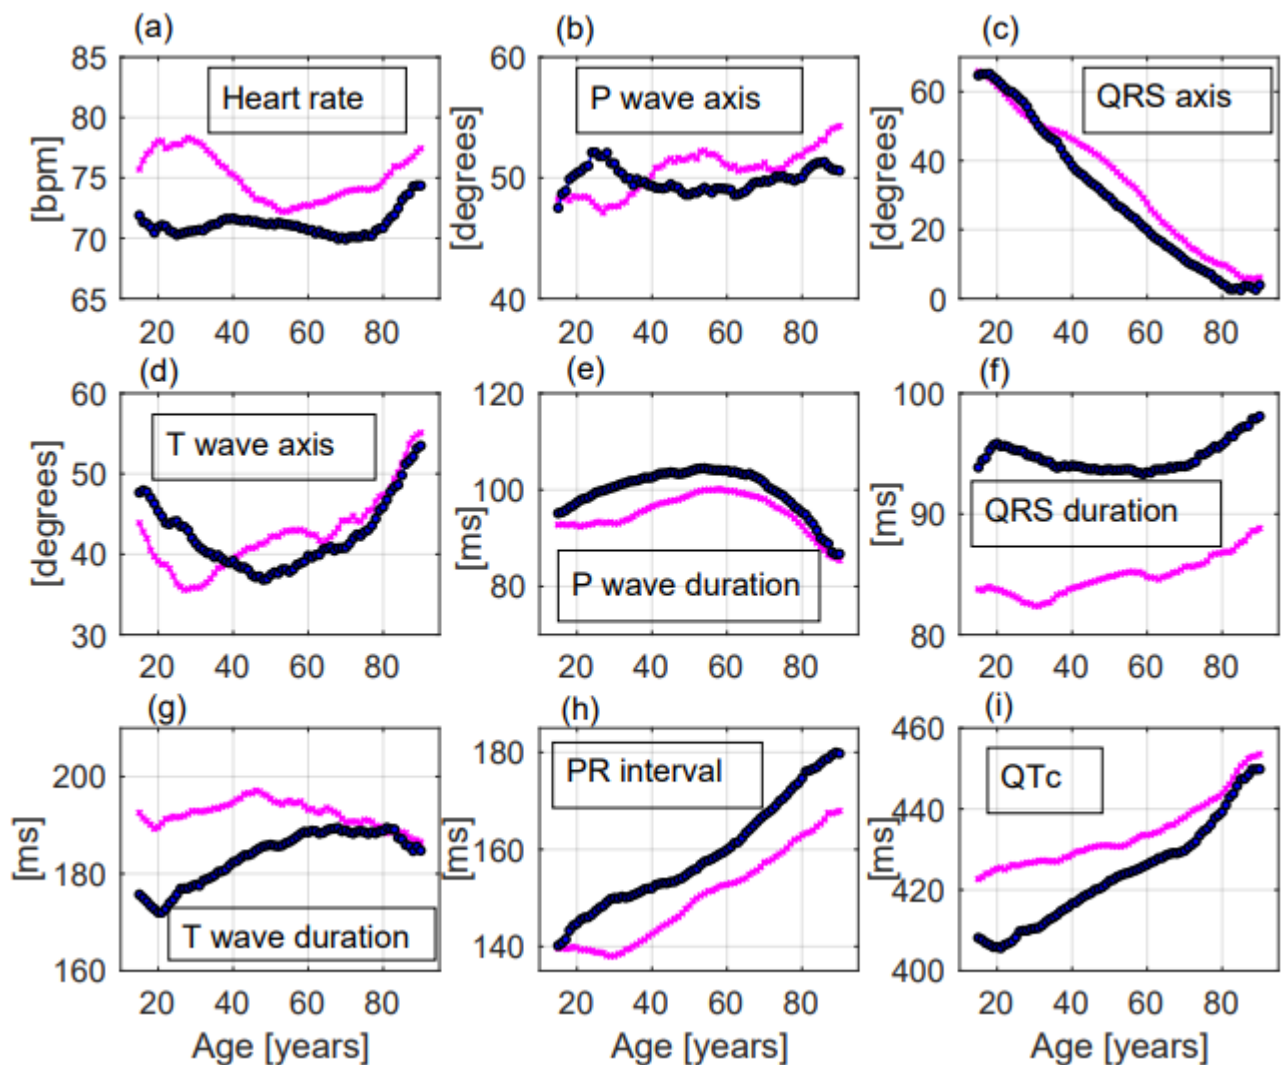 (a) (b) (c)
85 60
Heart rate P wave axis QRS axis
80 60
[bpm] 75 [degrees] 50 [degrees] 40
70 20
65 40 0
20 40 60 80 20 40 60 80 20 40 60 80
(d) (e) (f)
60 120 100
T wave axis
[degrees] 50 [ms] 100 [ms] 90 QRS duration
40 80 P wave duration
30 80
20 40 60 80 20 40 60 80 20 40 60 80
(g) (h) (i)
180 460
PR interval QTc
200 440
[ms] 180 [ms] 160 [ms] 420
T wave duration 140
160 400
20 40 60 80 20 40 60 80 20 40 60 80
Age [years] Age [years] Age [years]